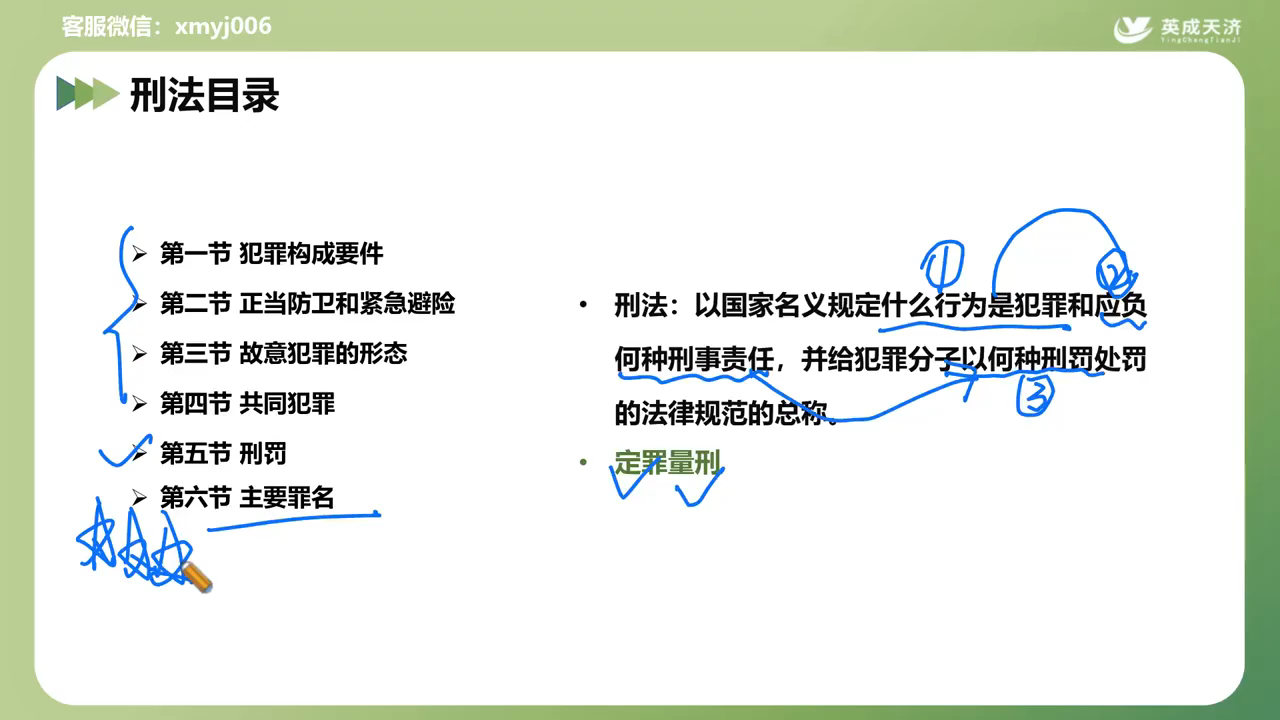 客服微信：xmyj006
英成天济
YingChengTianJi
刑法目录
第一节 犯罪构成要件
第二节 正当防卫和紧急避险
第三节 故意犯罪的形态
第四节 共同犯罪
第五节 刑罚
第六节 主要罪名
① ②
刑法：以国家名义规定什么行为是犯罪和应负
何种刑事责任，并给犯罪分子以何种刑罚处罚
③
的法律规范的总称。
定罪量刑